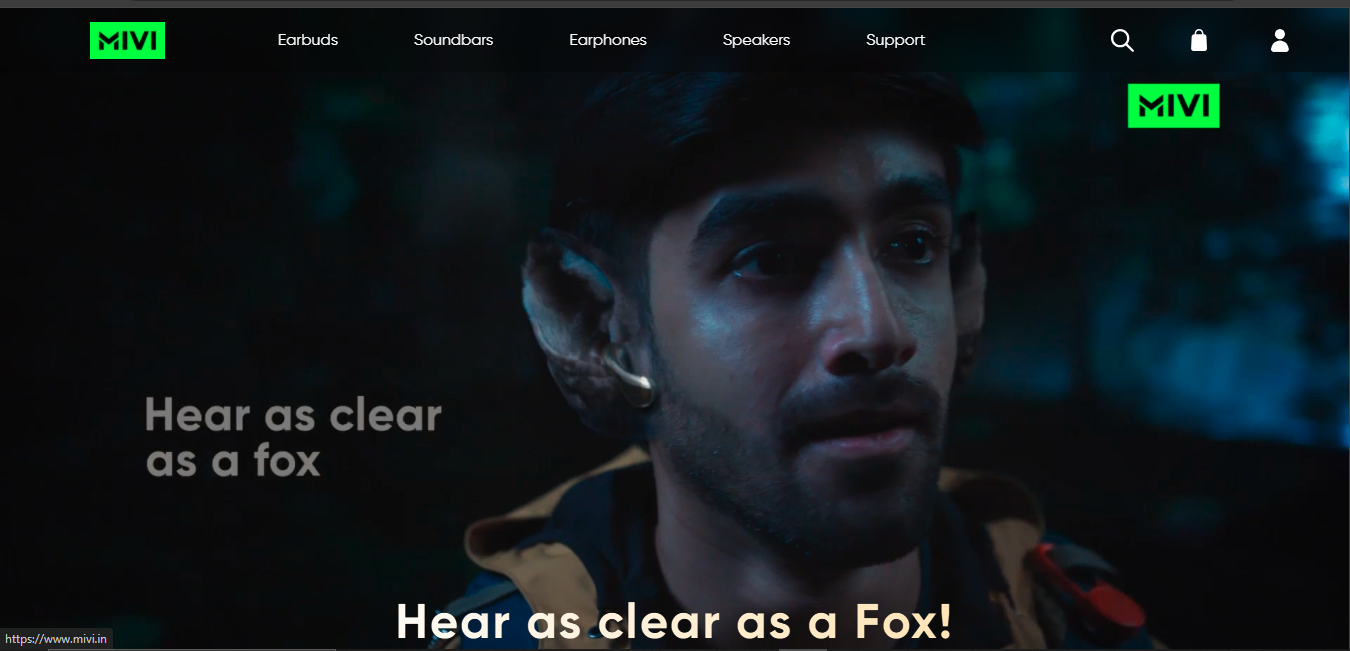 MIVI
Earbuds
Soundbars
Earphones
Speakers
Support
MIVI
Hear as clear
as a fox
Hear as clear as a Fox!
https://www.mivi.in